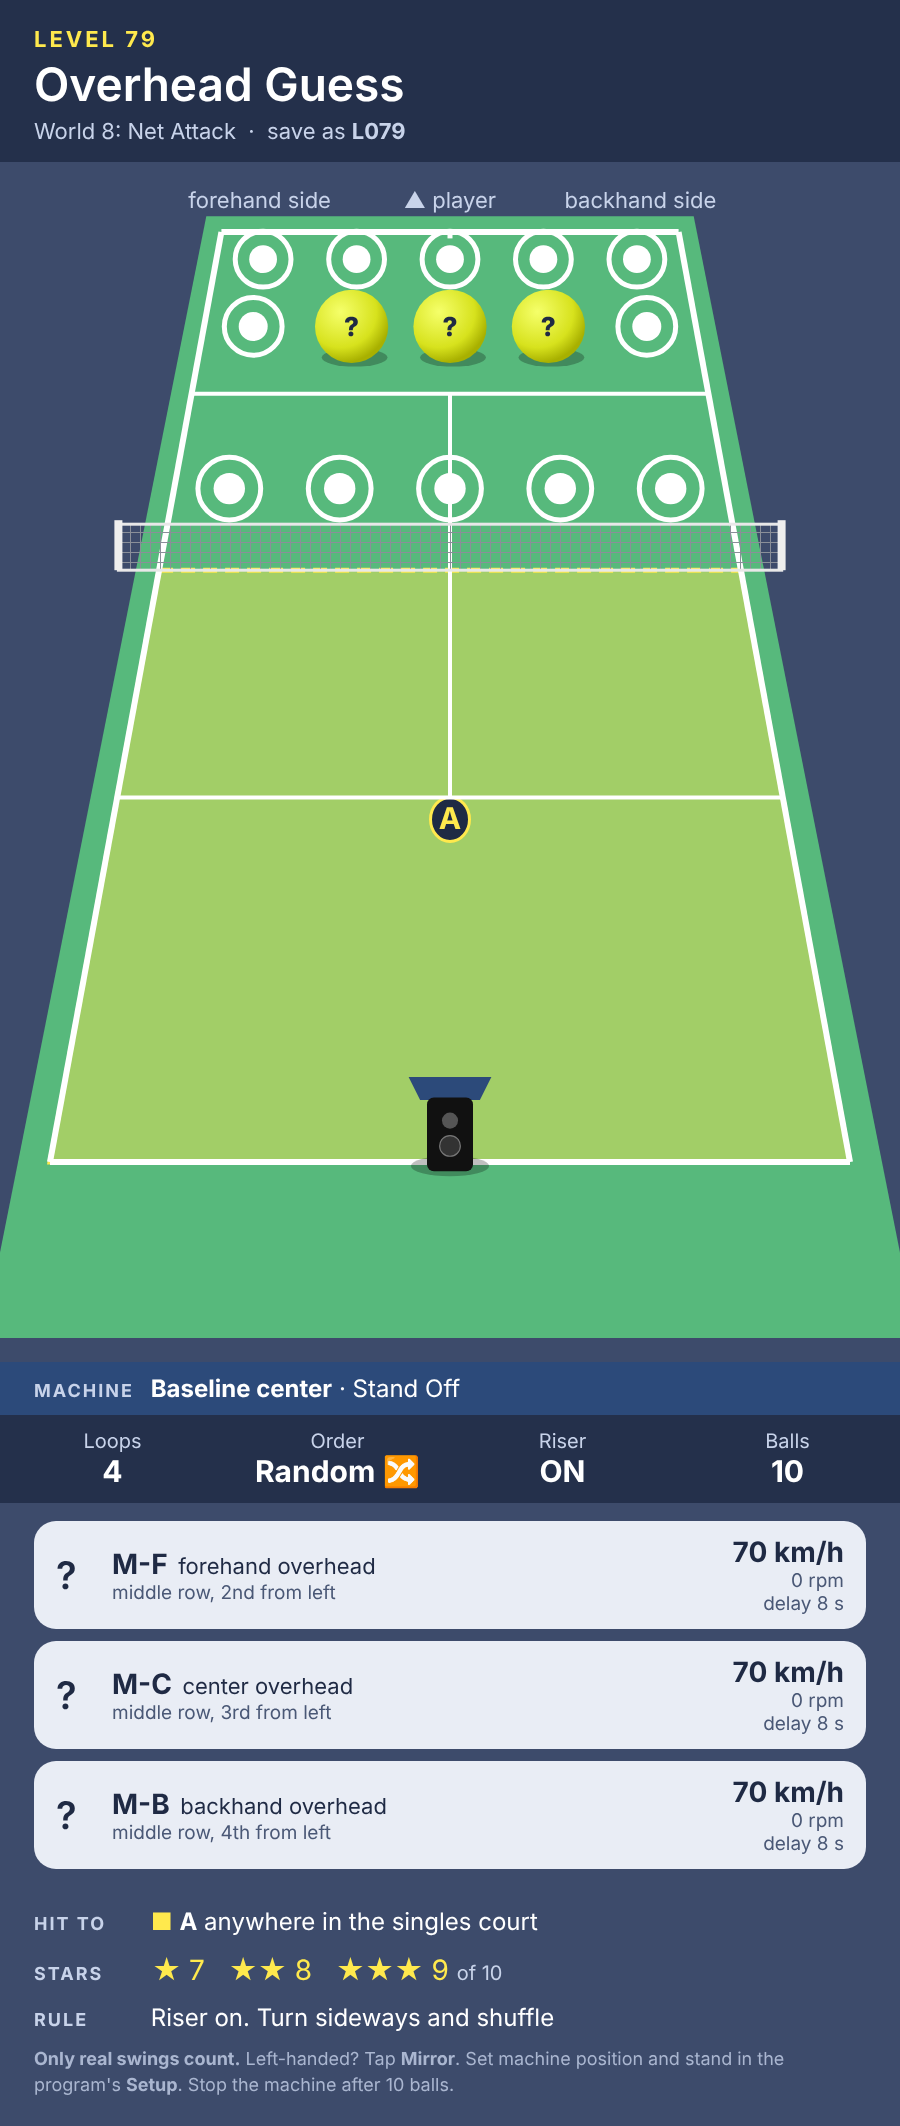 LEVEL 79
Overhead Guess
World 8: Net Attack · save as L079
forehand side ▲ player backhand side
? ? ?
A
MACHINE Baseline center · Stand Off
Loops Order Riser Balls
4 Random 🔀 ON 10
? M-F forehand overhead 70 km/h
middle row, 2nd from left 0 rpm
delay 8 s
? M-C center overhead 70 km/h
middle row, 3rd from left 0 rpm
delay 8 s
? M-B backhand overhead 70 km/h
middle row, 4th from left 0 rpm
delay 8 s
HIT TO A anywhere in the singles court
STARS ★ 7 ★★ 8 ★★★ 9 of 10
RULE Riser on. Turn sideways and shuffle
Only real swings count. Left-handed? Tap Mirror. Set machine position and stand in the
program's Setup. Stop the machine after 10 balls.